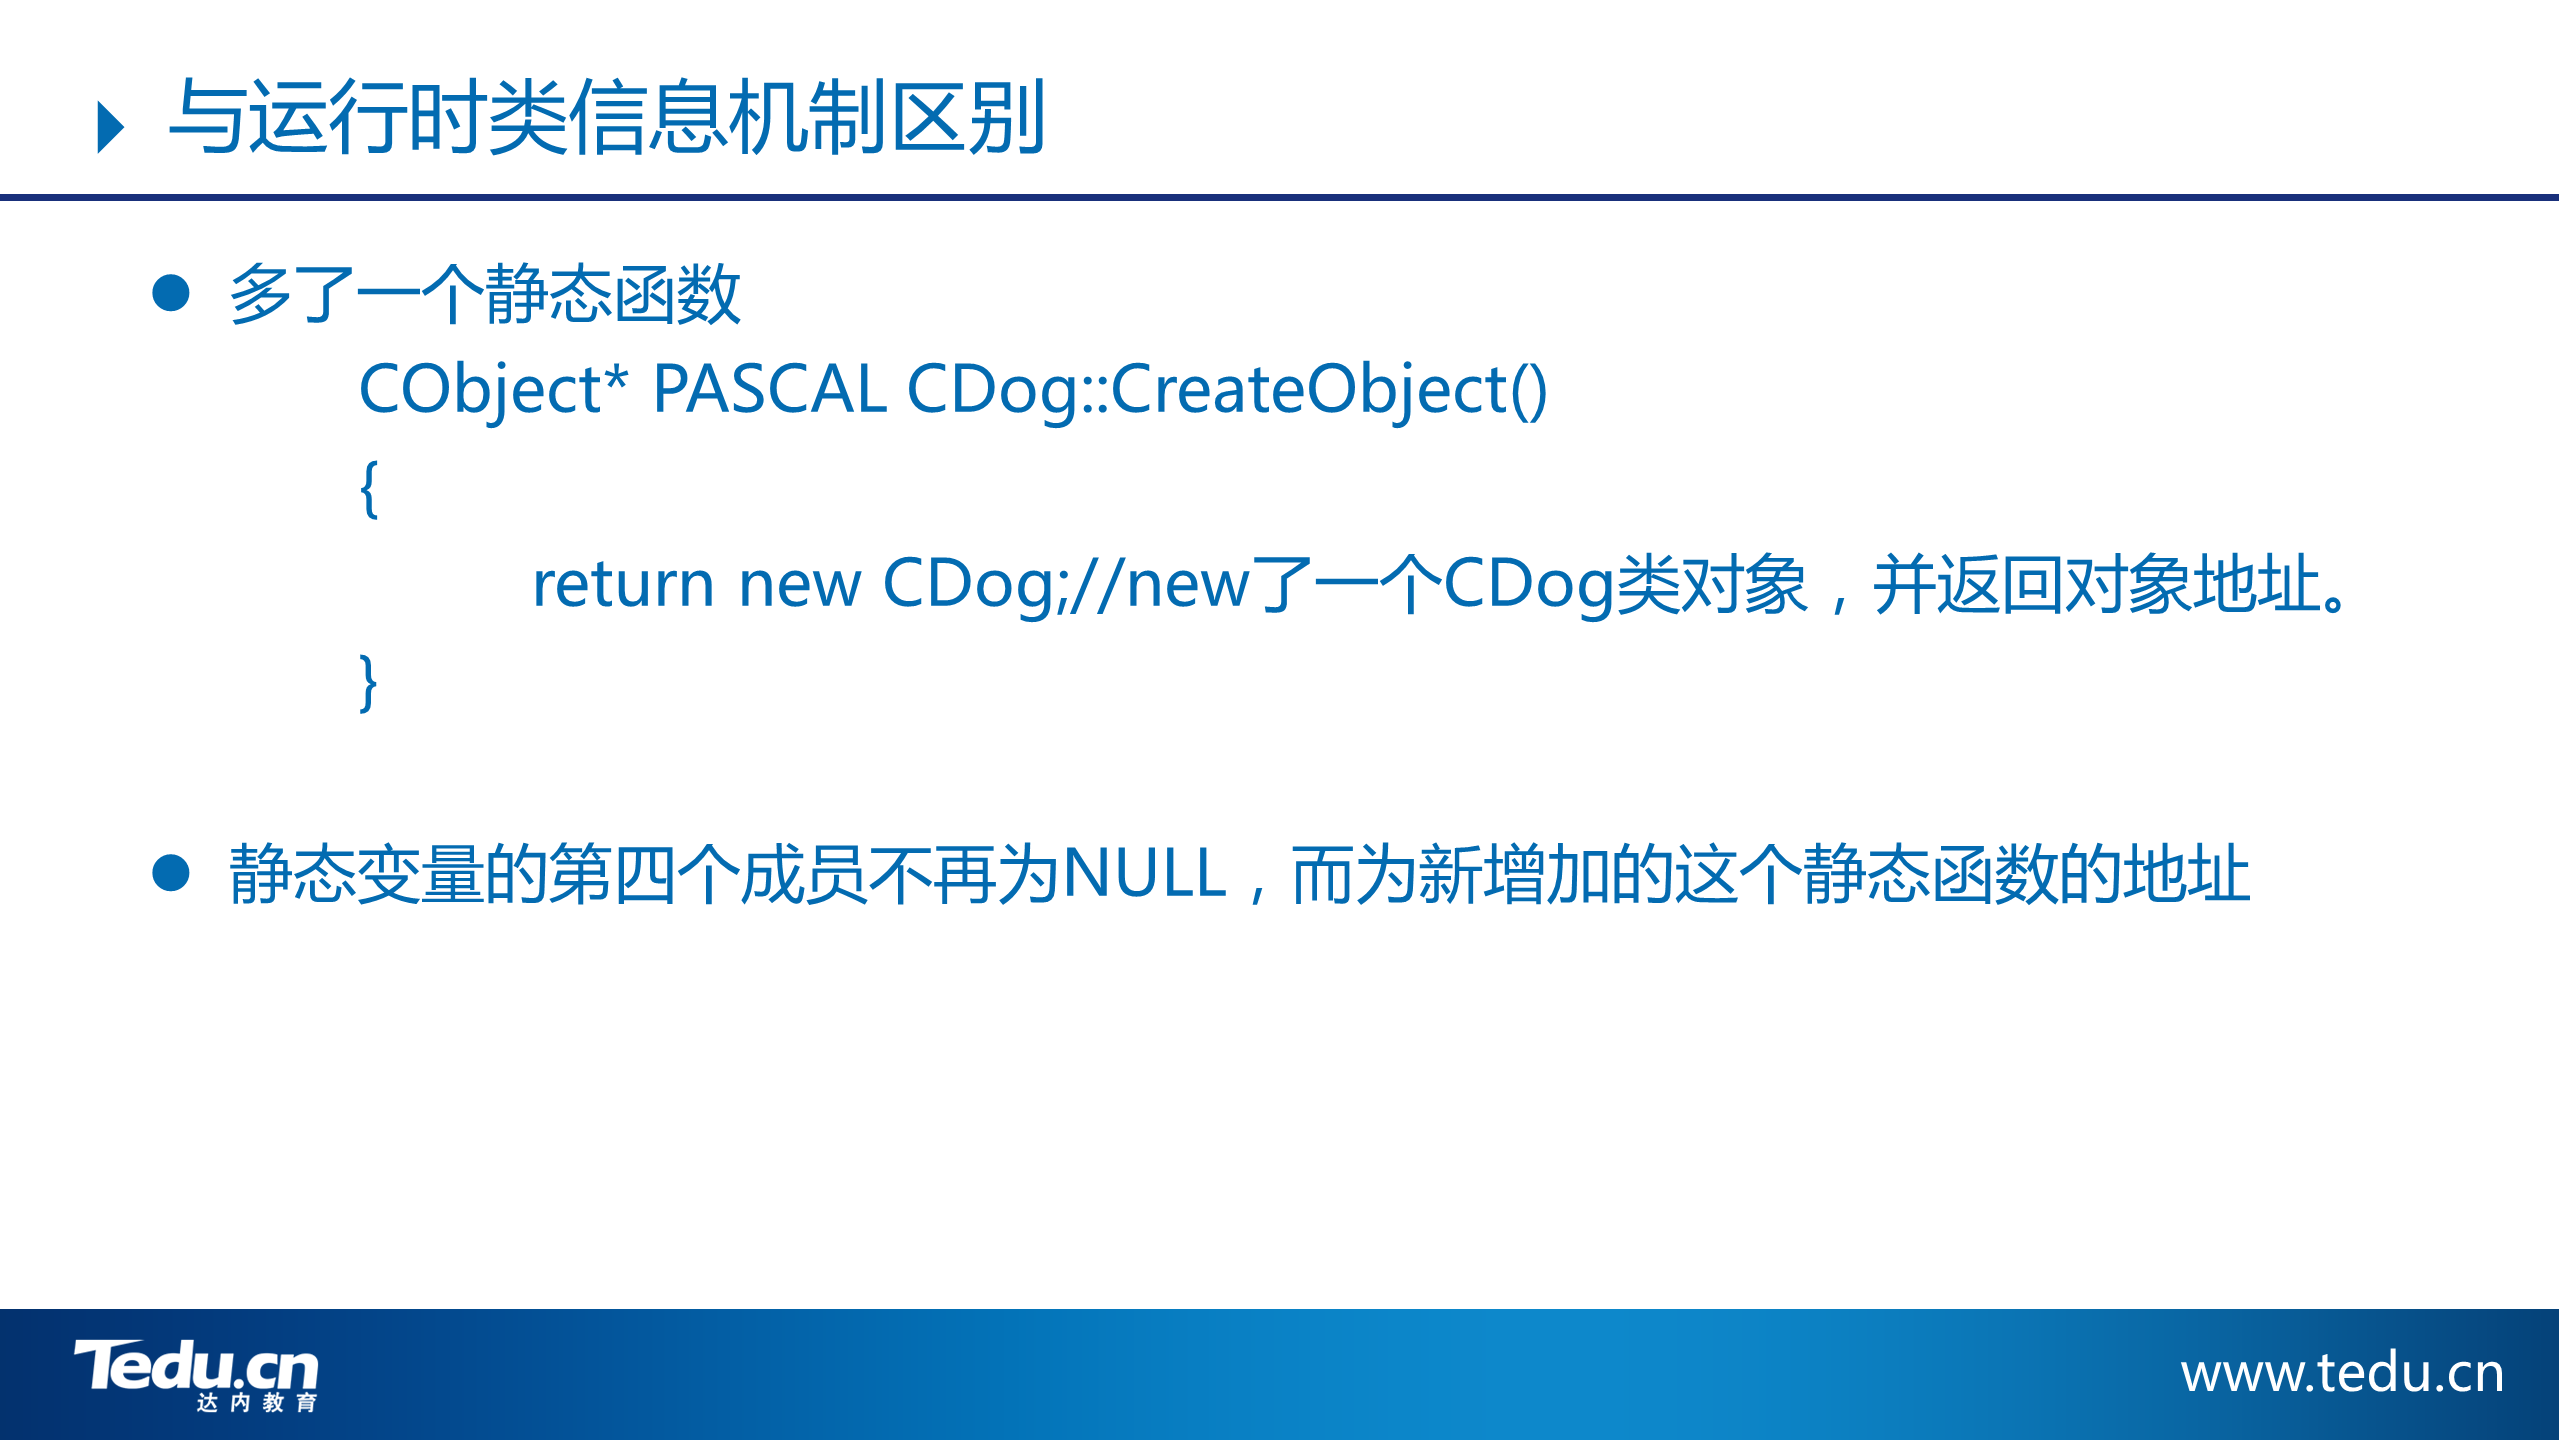 与运行时类信息机制区别
多了一个静态函数
CObject* PASCAL CDog::CreateObject()
{
return new CDog;//new了一个CDog类对象，并返回对象地址。
}
静态变量的第四个成员不再为NULL，而为新增加的这个静态函数的地址
Tedu.cn
达内教育
www.tedu.cn